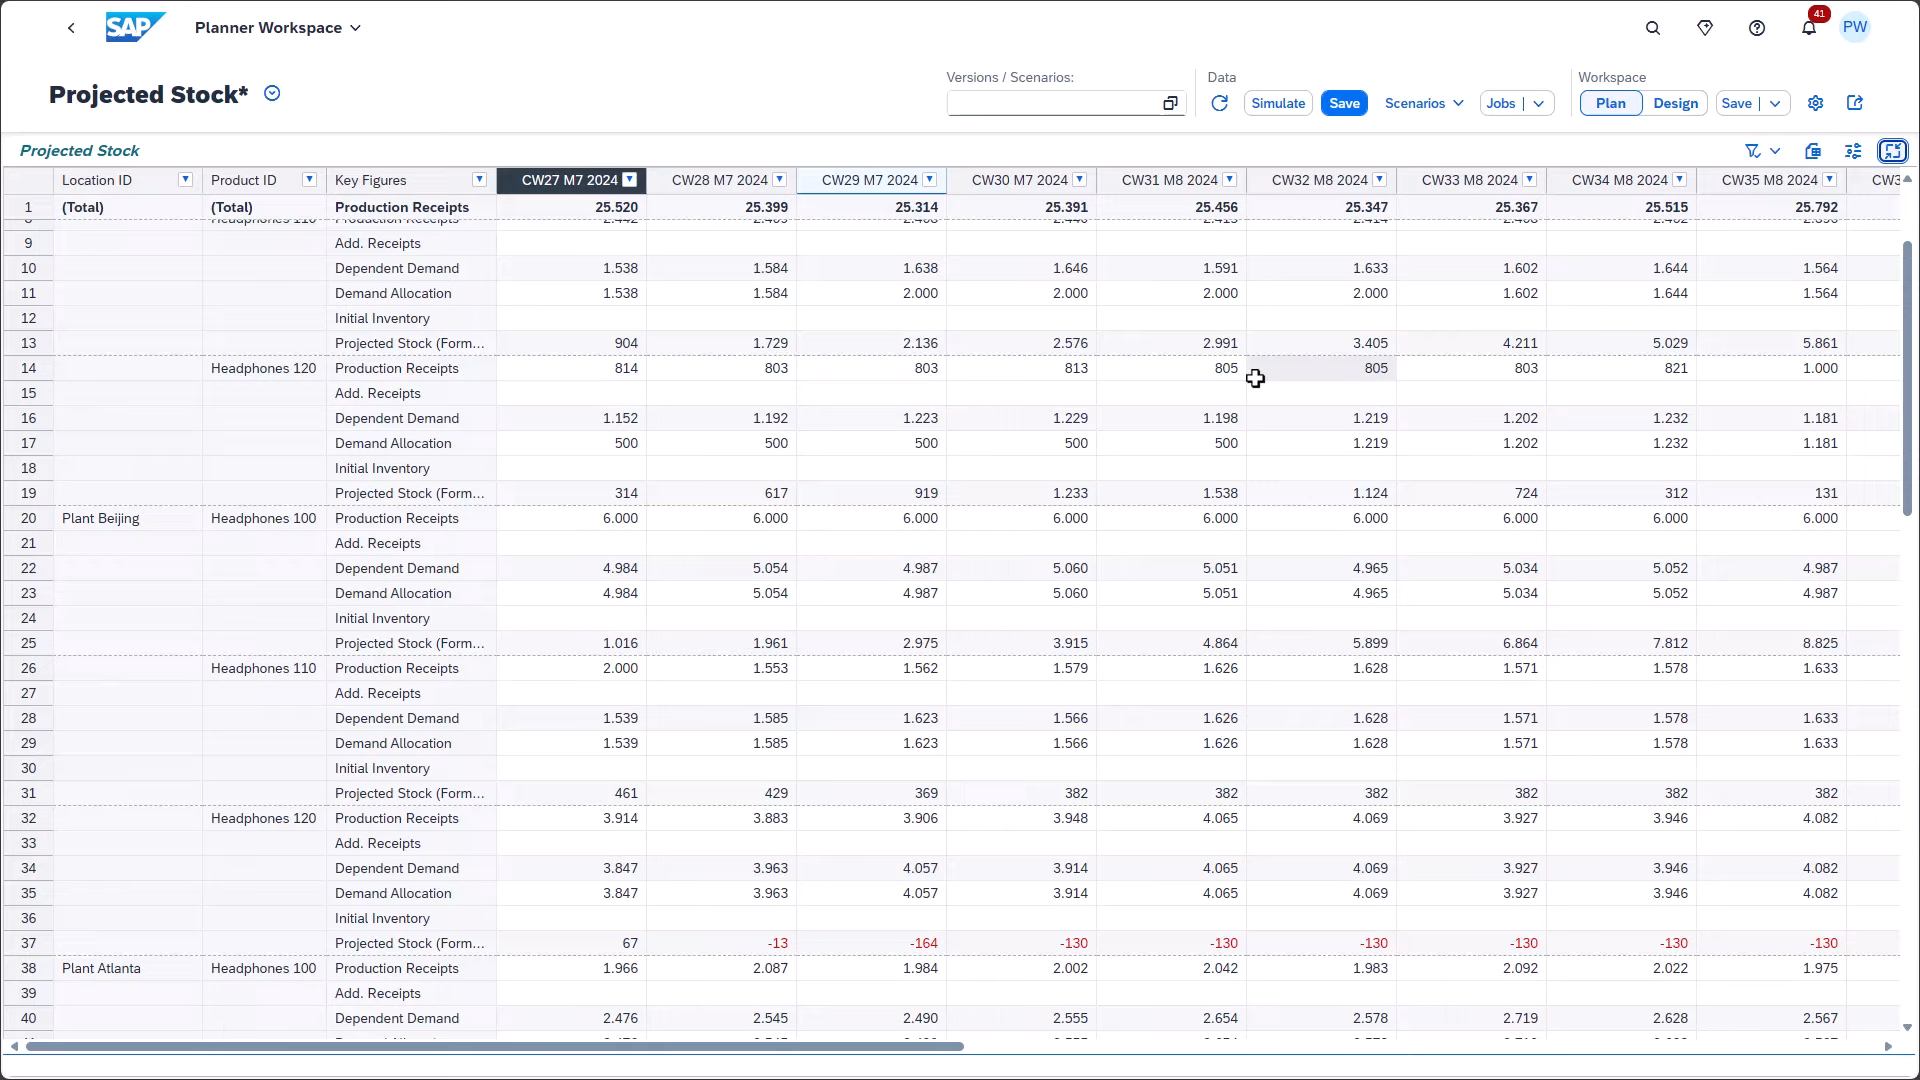 SAP Planner Workspace 41 PW
Projected Stock*
Versions / Scenarios: Data Workspace
Simulate Save Scenarios Jobs Plan Design Save
Projected Stock
Location ID Product ID Key Figures CW27 M7 2024 CW28 M7 2024 CW29 M7 2024 CW30 M7 2024 CW31 M8 2024 CW32 M8 2024 CW33 M8 2024 CW34 M8 2024 CW35 M8 2024 CW3
1 (Total) (Total) Production Receipts 25.520 25.399 25.314 25.391 25.456 25.347 25.367 25.515 25.792
9 Add. Receipts
10 Dependent Demand 1.538 1.584 1.638 1.646 1.591 1.633 1.602 1.644 1.564
11 Demand Allocation 1.538 1.584 2.000 2.000 2.000 2.000 1.602 1.644 1.564
12 Initial Inventory
13 Projected Stock (Form... 904 1.729 2.136 2.576 2.991 3.405 4.211 5.029 5.861
14 Headphones 120 Production Receipts 814 803 803 813 805 805 803 821 1.000
15 Add. Receipts
16 Dependent Demand 1.152 1.192 1.223 1.229 1.198 1.219 1.202 1.232 1.181
17 Demand Allocation 500 500 500 500 500 1.219 1.202 1.232 1.181
18 Initial Inventory
19 Projected Stock (Form... 314 617 919 1.233 1.538 1.124 724 312 131
20 Plant Beijing Headphones 100 Production Receipts 6.000 6.000 6.000 6.000 6.000 6.000 6.000 6.000 6.000
21 Add. Receipts
22 Dependent Demand 4.984 5.054 4.987 5.060 5.051 4.965 5.034 5.052 4.987
23 Demand Allocation 4.984 5.054 4.987 5.060 5.051 4.965 5.034 5.052 4.987
24 Initial Inventory
25 Projected Stock (Form... 1.016 1.961 2.975 3.915 4.864 5.899 6.864 7.812 8.825
26 Headphones 110 Production Receipts 2.000 1.553 1.562 1.579 1.626 1.628 1.571 1.578 1.633
27 Add. Receipts
28 Dependent Demand 1.539 1.585 1.623 1.566 1.626 1.628 1.571 1.578 1.633
29 Demand Allocation 1.539 1.585 1.623 1.566 1.626 1.628 1.571 1.578 1.633
30 Initial Inventory
31 Projected Stock (Form... 461 429 369 382 382 382 382 382 382
32 Headphones 120 Production Receipts 3.914 3.883 3.906 3.948 4.065 4.069 3.927 3.946 4.082
33 Add. Receipts
34 Dependent Demand 3.847 3.963 4.057 3.914 4.065 4.069 3.927 3.946 4.082
35 Demand Allocation 3.847 3.963 4.057 3.914 4.065 4.069 3.927 3.946 4.082
36 Initial Inventory
37 Projected Stock (Form... 67 -13 -164 -130 -130 -130 -130 -130 -130
38 Plant Atlanta Headphones 100 Production Receipts 1.966 2.087 1.984 2.002 2.042 1.983 2.092 2.022 1.975
39 Add. Receipts
40 Dependent Demand 2.476 2.545 2.490 2.555 2.654 2.578 2.719 2.628 2.567